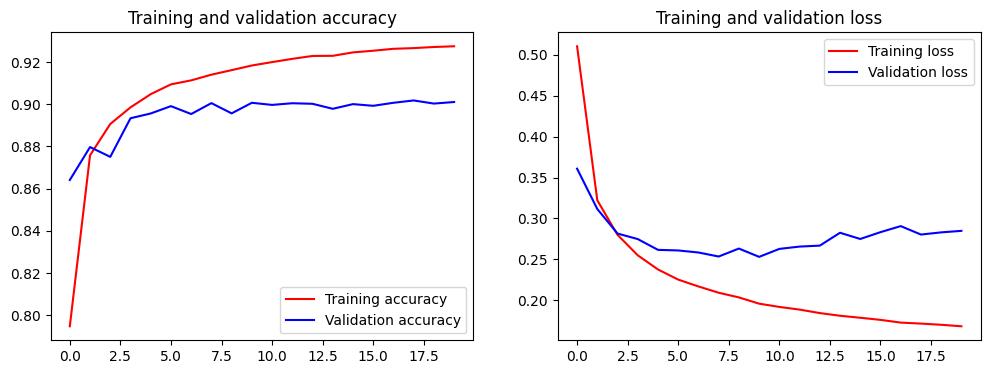 Training and validation accuracy
0.92
0.90
0.88
0.86
0.84
0.82
0.80
Training accuracy
Validation accuracy
0.0 2.5 5.0 7.5 10.0 12.5 15.0 17.5
Training and validation loss
0.50
0.45
0.40
0.35
0.30
0.25
0.20
Training loss
Validation loss
0.0 2.5 5.0 7.5 10.0 12.5 15.0 17.5